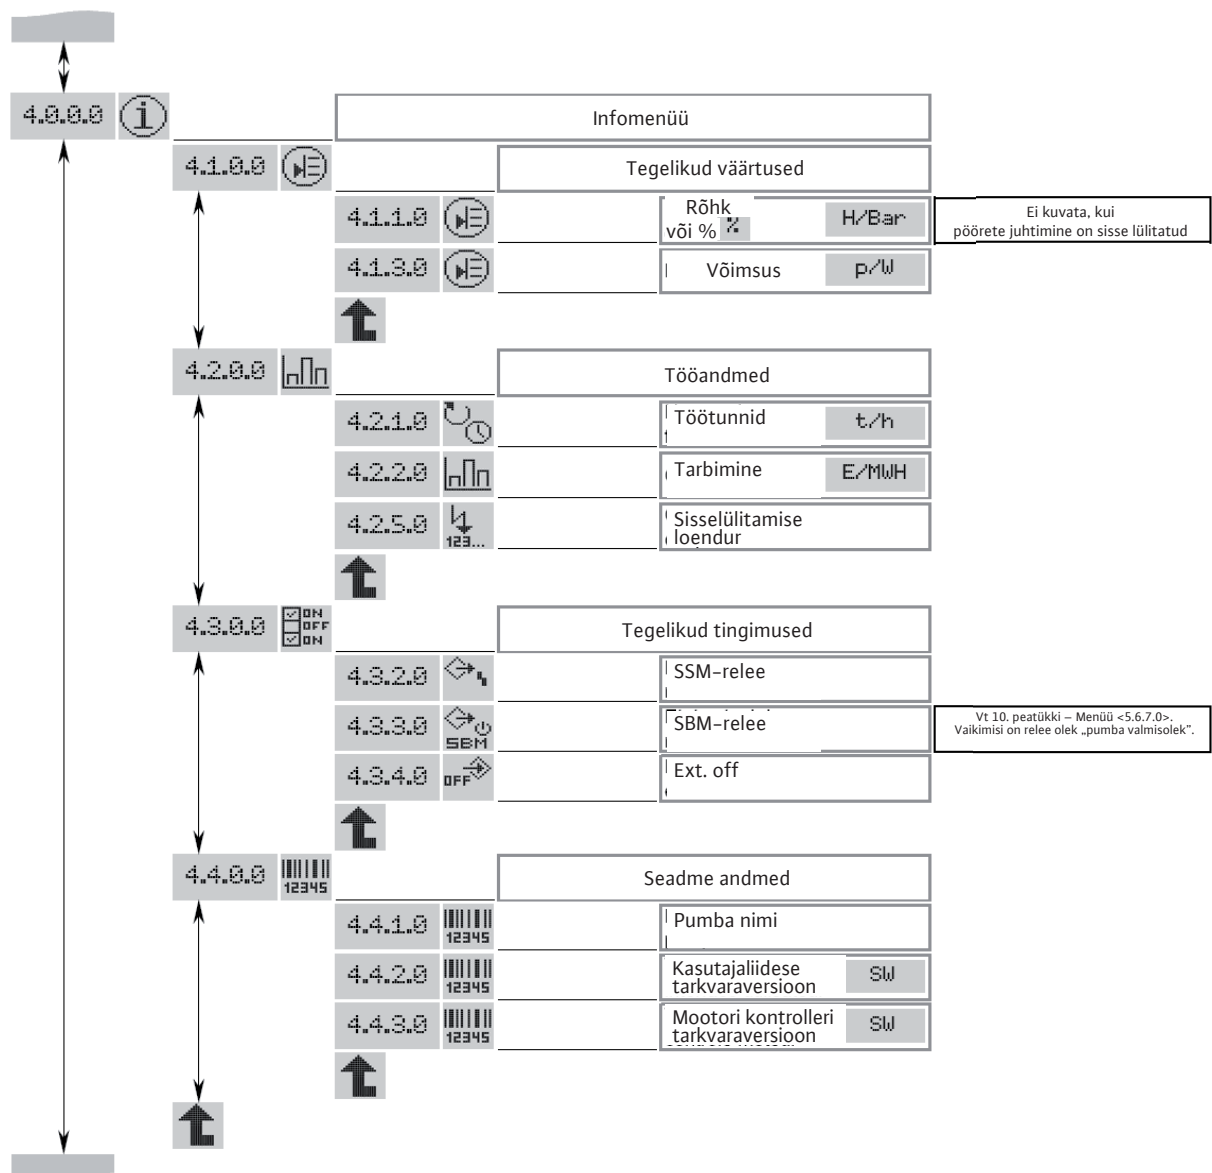 4.0.0.0 i Infomenüü
4.1.0.0 Tegelikud väärtused
4.1.1.0 Rõhk
või % % H/Bar
Ei kuvata, kui
pöörete juhtimine on sisse lülitatud
4.1.3.0 Võimsus p/W
4.2.0.0 Tööandmed
4.2.1.0 Töötunnid t/h
4.2.2.0 Tarbimine E/MWH
4.2.5.0 123... Sisselülitamise
loendur
4.3.0.0 ON
OFF
ON
Tegelikud tingimused
4.3.2.0 SSM-relee
4.3.3.0 SBM SBM-relee
Vt 10. peatükki – Menüü <5.6.7.0>.
Vaikimisi on relee olek „pumba valmisolek”.
4.3.4.0 OFF Ext. off
4.4.0.0 12345 Seadme andmed
4.4.1.0 12345 Pumba nimi
4.4.2.0 12345 Kasutajaliidese
tarkvaraversioon SW
4.4.3.0 12345 Mootori kontrolleri
tarkvaraversioon SW